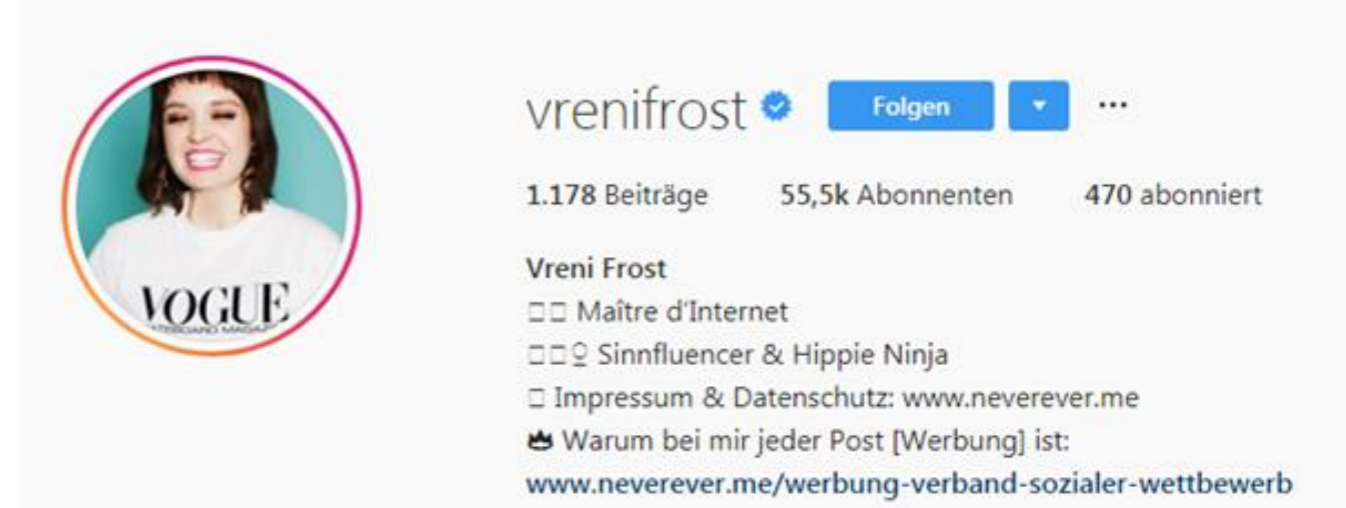 vrenifrost
Folgen
...
1.178 Beiträge 55,5k Abonnenten 470 abonniert
Vreni Frost
□□ Maître d'Internet
□□♀ Sinnfluencer & Hippie Ninja
□ Impressum & Datenschutz: www.neverever.me
Warum bei mir jeder Post [Werbung] ist:
www.neverever.me/werbung-verband-sozialer-wettbewerb
VOGUE